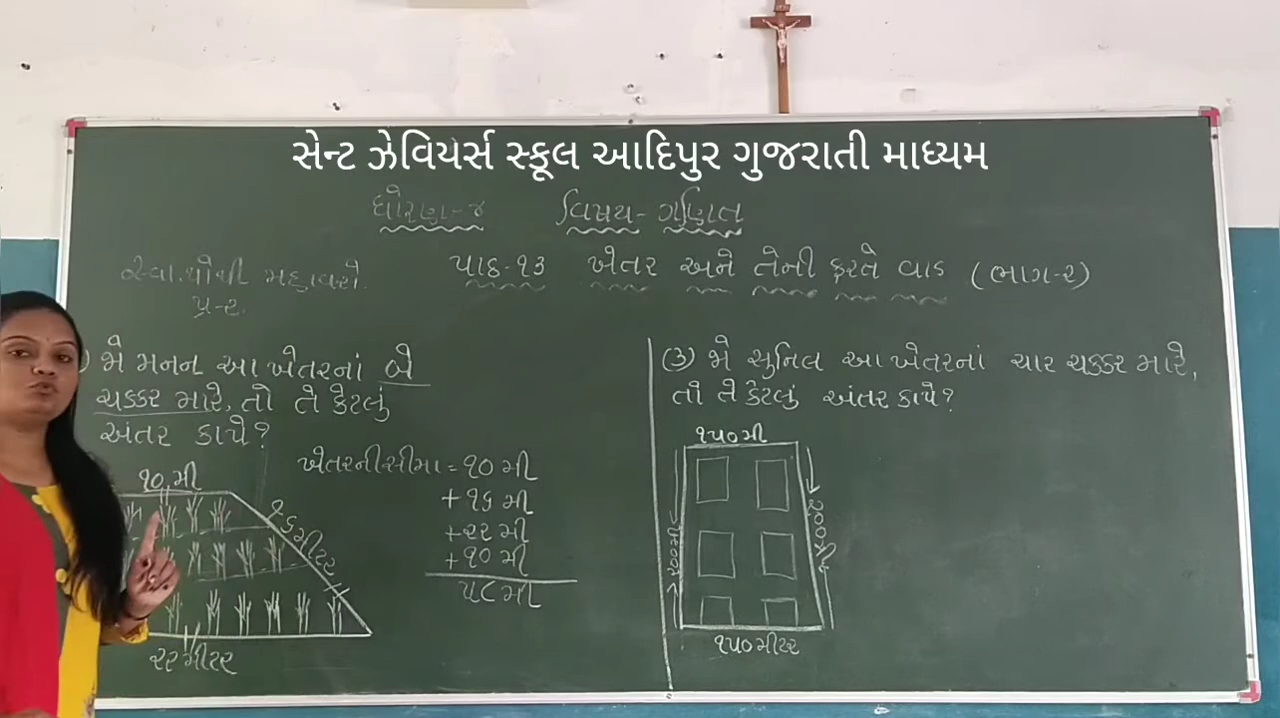 સેન્ટ ઝેવિયર્સ સ્કૂલ આદિપુર ગુજરાતી માધ્યમ
ધોરણ-૪ વિષય- ગણિત
પાઠ-૧૩ ખેતર અને તેની ફરતે વાડ (ભાગ-૨)
સ્વા.પોથી મહાવરો.
પ્ર-૨.
) જો મનન આ ખેતરનાં બે
ચક્કર મારે, તો તે કેટલું
અંતર કાપે?
ખેતરની સીમા = ૧૦ મી
+ ૧૬ મી
+ ૨૨ મી
+ ૧૦ મી
૫૮ મી
૧૦ મી
૧૬ મીટર
૨૨ મીટર
(૩) જો સુનિલ આ ખેતરનાં ચાર ચક્કર મારે,
તો તે કેટલું અંતર કાપે?
૧૫૦ મી
૨૦૦ મી
૨૦૦ મી
૧૫૦ મીટર